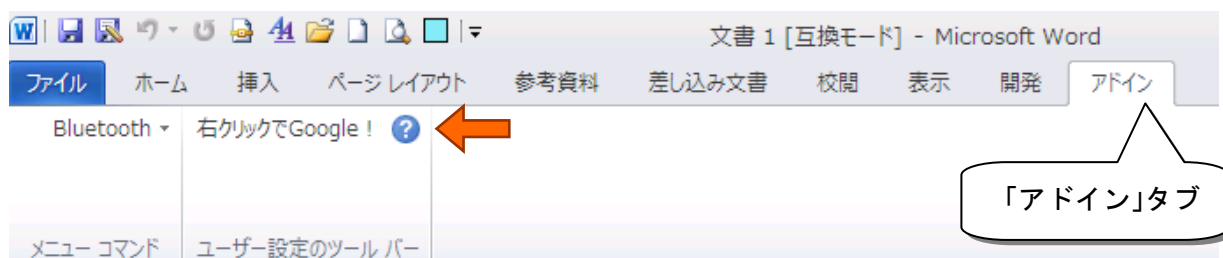 文書 1 [互換モード] - Microsoft Word
ファイル ホーム 挿入 ページ レイアウト 参考資料 差し込み文書 校閲 表示 開発 アドイン
Bluetooth 右クリックでGoogle！
「アドイン」タブ
メニュー コマンド ユーザー設定のツール バー